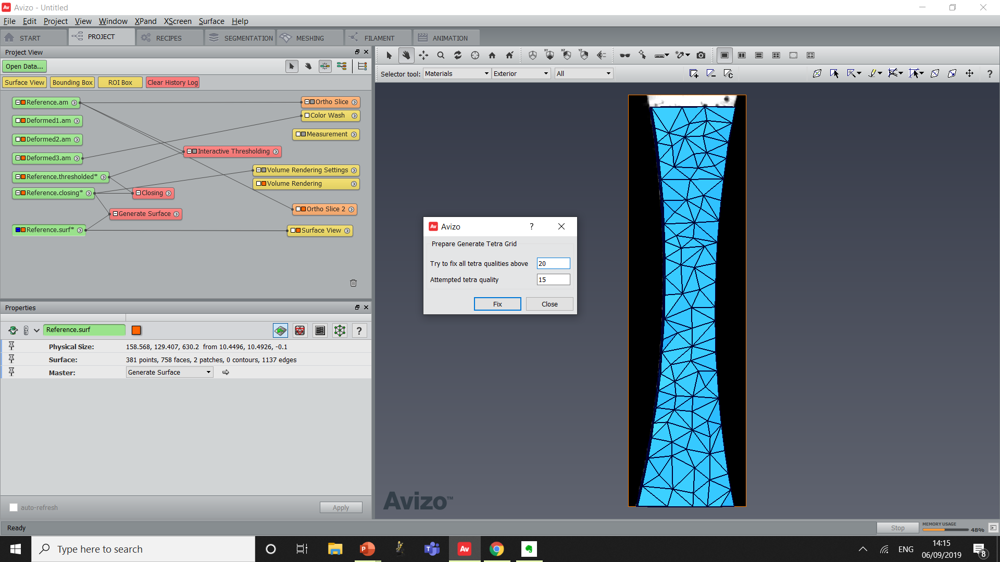 Avizo - Untitled
File Edit Project View Window XPand XScreen Surface Help
START PROJECT RECIPES SEGMENTATION MESHING FILAMENT ANIMATION
Project View
Open Data...
Surface View Bounding Box ROI Box Clear History Log
Reference.am
Deformed1.am
Deformed2.am
Deformed3.am
Reference.thresholded*
Reference.closing*
Reference.surf*
Interactive Thresholding
Closing
Generate Surface
Ortho Slice
Color Wash
Measurement
Volume Rendering Settings
Volume Rendering
Ortho Slice 2
Surface View
Properties
Reference.surf
?
Physical Size: 158.568, 129.407, 630.2 from 10.4496, 10.4926, -0.1
Surface: 381 points, 758 faces, 2 patches, 0 contours, 1137 edges
Master: Generate Surface
auto-refresh Apply
XY XZ YZ
Selector tool: Materials Exterior All
?
Avizo ?
Prepare Generate Tetra Grid
Try to fix all tetra qualities above 20
Attempted tetra quality 15
Fix Close
Avizo™
Ready
Stop MEMORY USAGE 48%
Type here to search
Av
ENG
14:15
06/09/2019
8